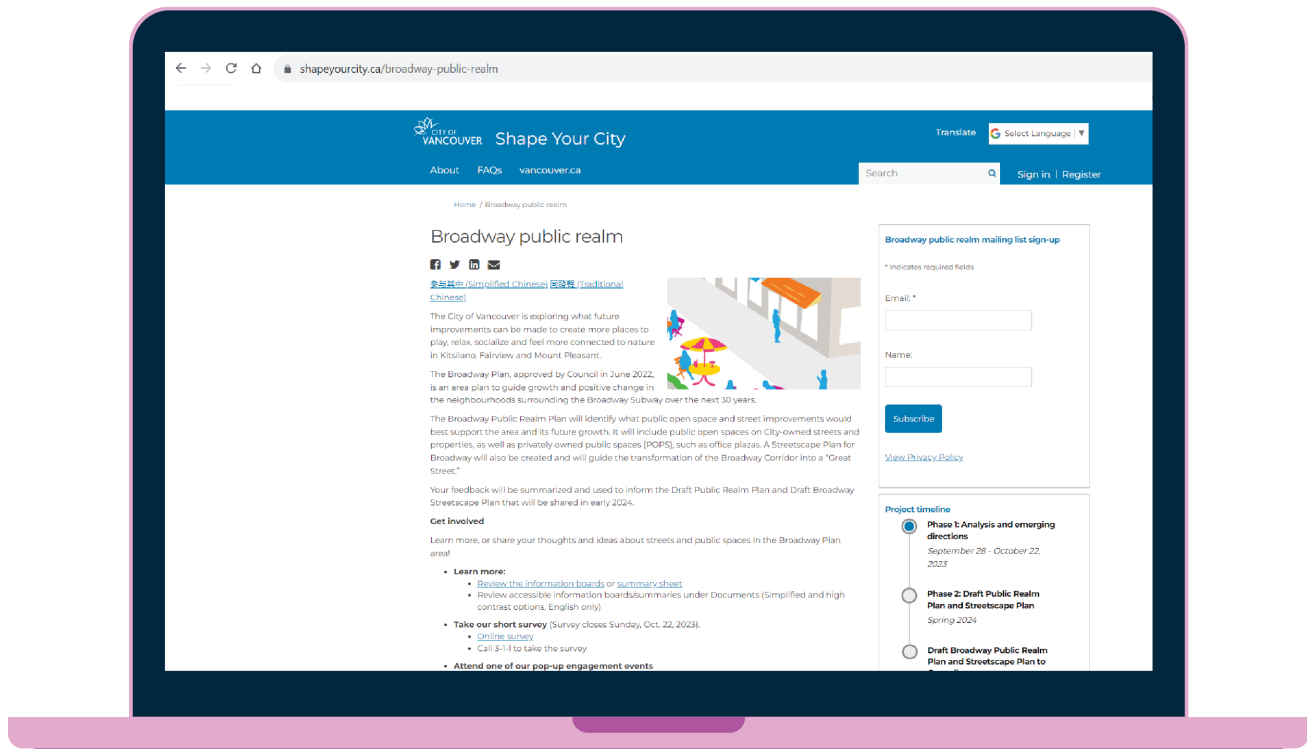 shapeyourcity.ca/broadway-public-realm
CITY OF
VANCOUVER
Shape Your City
Translate
G Select Language ▼
About
FAQs
vancouver.ca
Search
Sign in | Register
Home / Broadway public realm
Broadway public realm
参与其中 (Simplified Chinese) (Traditional
Chinese)
The City of Vancouver is exploring what future
improvements can be made to create more places to
play, relax, socialize and feel more connected to nature
in Kitsilano, Fairview and Mount Pleasant.
The Broadway Plan, approved by Council in June 2022,
is an area plan to guide growth and positive change in
the neighbourhoods surrounding the Broadway Subway over the next 30 years.
The Broadway Public Realm Plan will identify what public open space and street improvements would
best support the area and its future growth. It will include public open spaces on City-owned streets and
properties, as well as privately owned public spaces (POPS), such as office plazas. A Streetscape Plan for
Broadway will also be created and will guide the transformation of the Broadway Corridor into a "Great
Street."
Your feedback will be summarized and used to inform the Draft Public Realm Plan and Draft Broadway
Streetscape Plan that will be shared in early 2024.
Get involved
Learn more, or share your thoughts and ideas about streets and public spaces in the Broadway Plan
area!
• Learn more:
• Review the information boards or summary sheet
• Review accessible information boards/summaries under Documents (Simplified and high
contrast options, English only)
• Take our short survey (Survey closes Sunday, Oct. 22, 2023).
• Online survey
• Call 3-1-1 to take the survey
• Attend one of our pop-up engagement events
Broadway public realm mailing list sign-up
* Indicates required fields
Email: *
Name:
Subscribe
View Privacy Policy
Project timeline
Phase 1: Analysis and emerging
directions
September 28 - October 22,
2023
Phase 2: Draft Public Realm
Plan and Streetscape Plan
Spring 2024
Draft Broadway Public Realm
Plan and Streetscape Plan to